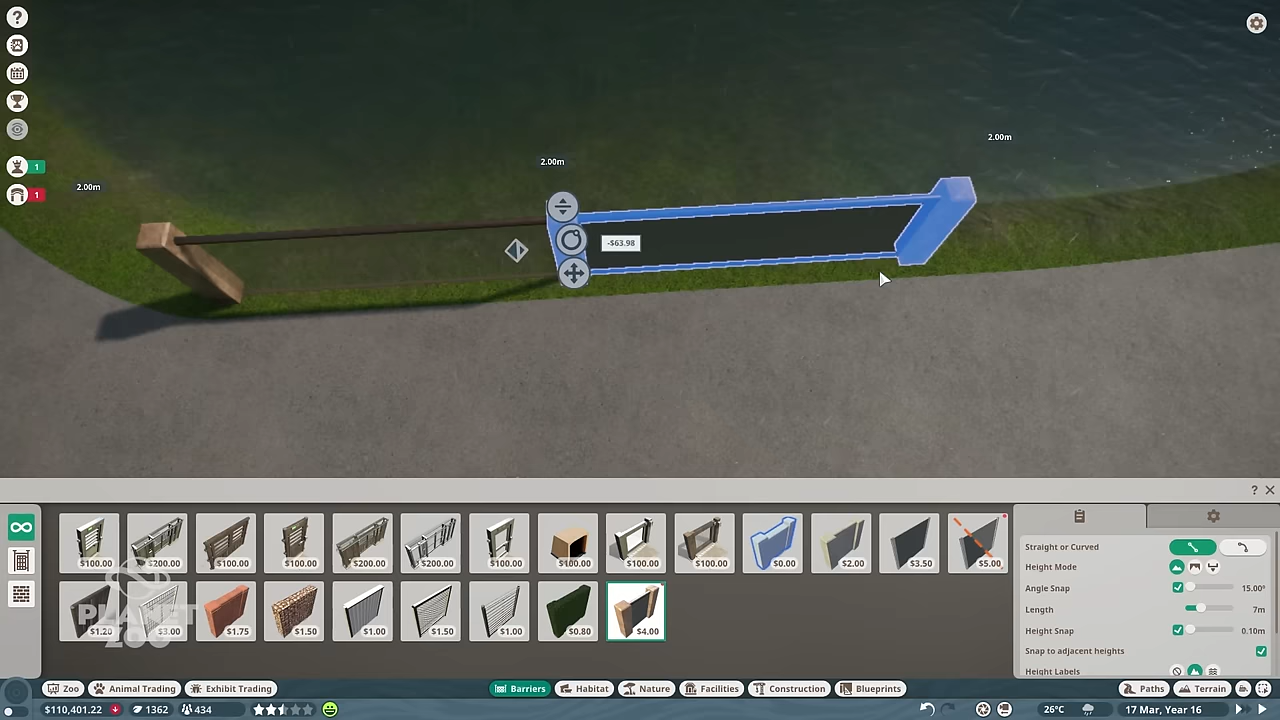 ?
1
1
2.00m
2.00m
2.00m
-$63.98
?
$100.00
$200.00
$100.00
$100.00
$200.00
$200.00
$100.00
$100.00
$100.00
$100.00
$0.00
$2.00
$3.50
$5.00
$1.20
$3.00
$1.75
$1.50
$1.00
$1.50
$1.00
$0.80
$4.00
PLANET
ZOO
Straight or Curved
Height Mode
Angle Snap
15.00°
Length
7m
Height Snap
0.10m
Snap to adjacent heights
Height Labels
Zoo
Animal Trading
Exhibit Trading
Barriers
Habitat
Nature
Facilities
Construction
Blueprints
Paths
Terrain
$110,401.22
1362
434
26°C
17 Mar, Year 16